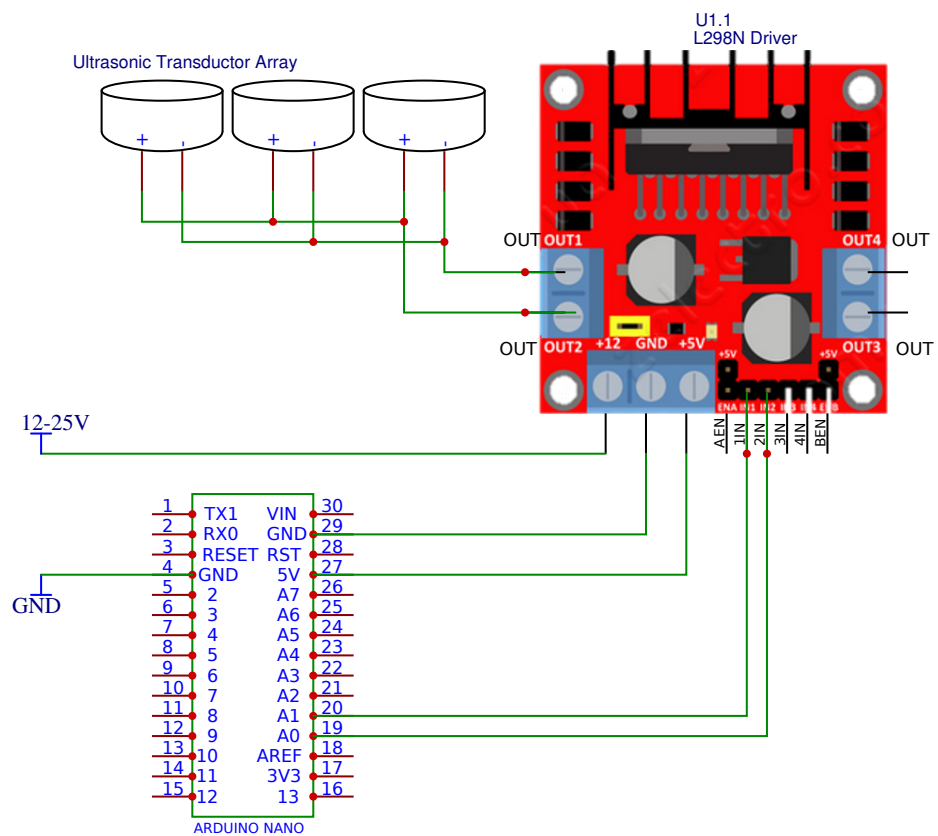 U1.1
L298N Driver
Ultrasonic Transductor Array
+ - + - + -
OUT OUT1 OUT4 OUT
OUT OUT2 OUT3 OUT
+12 GND +5V
+5V +5V
ENA IN1 IN2 ENB
AEN 1IN 2IN 3IN 4IN BEN
12-25V
GND
1 TX1 VIN 30
2 RX0 GND 29
3 RESET RST 28
4 GND 5V 27
5 2 A7 26
6 3 A6 25
7 4 A5 24
8 5 A4 23
9 6 A3 22
10 7 A2 21
11 8 A1 20
12 9 A0 19
13 10 AREF 18
14 11 3V3 17
15 12 13 16
ARDUINO NANO